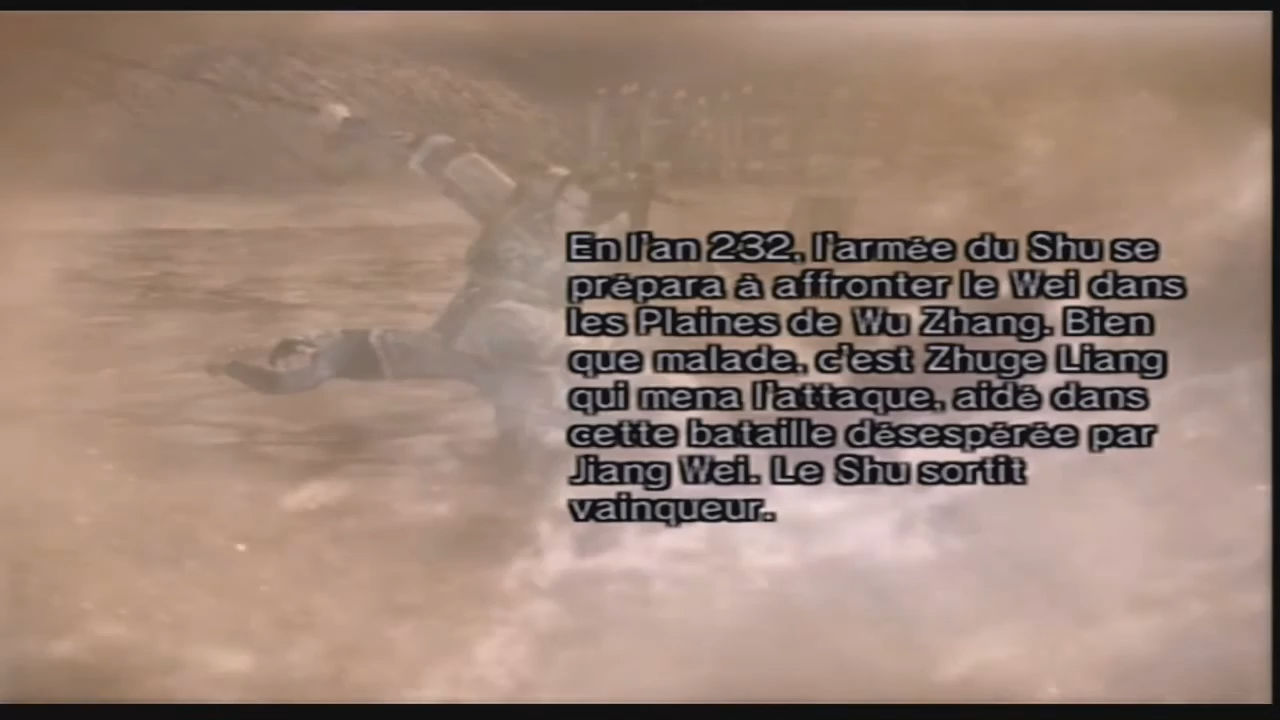 En l'an 232, l'armée du Shu se
prépara à affronter le Wei dans
les Plaines de Wu Zhang. Bien
que malade, c'est Zhuge Liang
qui mena l'attaque, aidé dans
cette bataille désespérée par
Jiang Wei. Le Shu sortit
vainqueur.